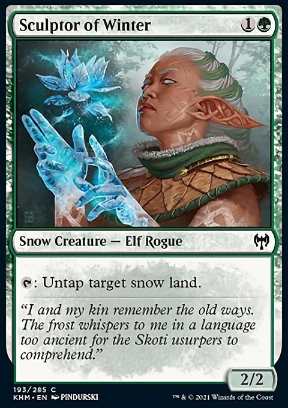 Sculptor of Winter 1
Snow Creature — Elf Rogue
: Untap target snow land.
“I and my kin remember the old ways.
The frost whispers to me in a language
too ancient for the Skoti usurpers to
comprehend.”
2/2
193/285 C
KHM • EN PINDURSKI ™ & © 2021 Wizards of the Coast